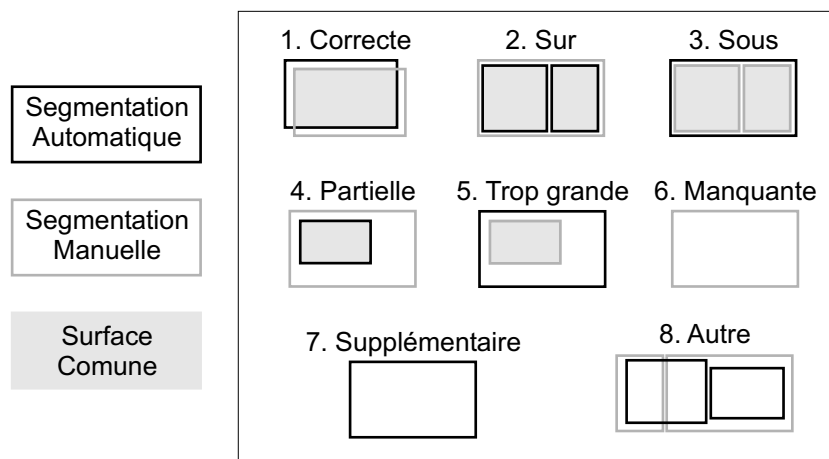 Segmentation
Automatique
Segmentation
Manuelle
Surface
Comune
1. Correcte
2. Sur
3. Sous
4. Partielle
5. Trop grande
6. Manquante
7. Supplémentaire
8. Autre